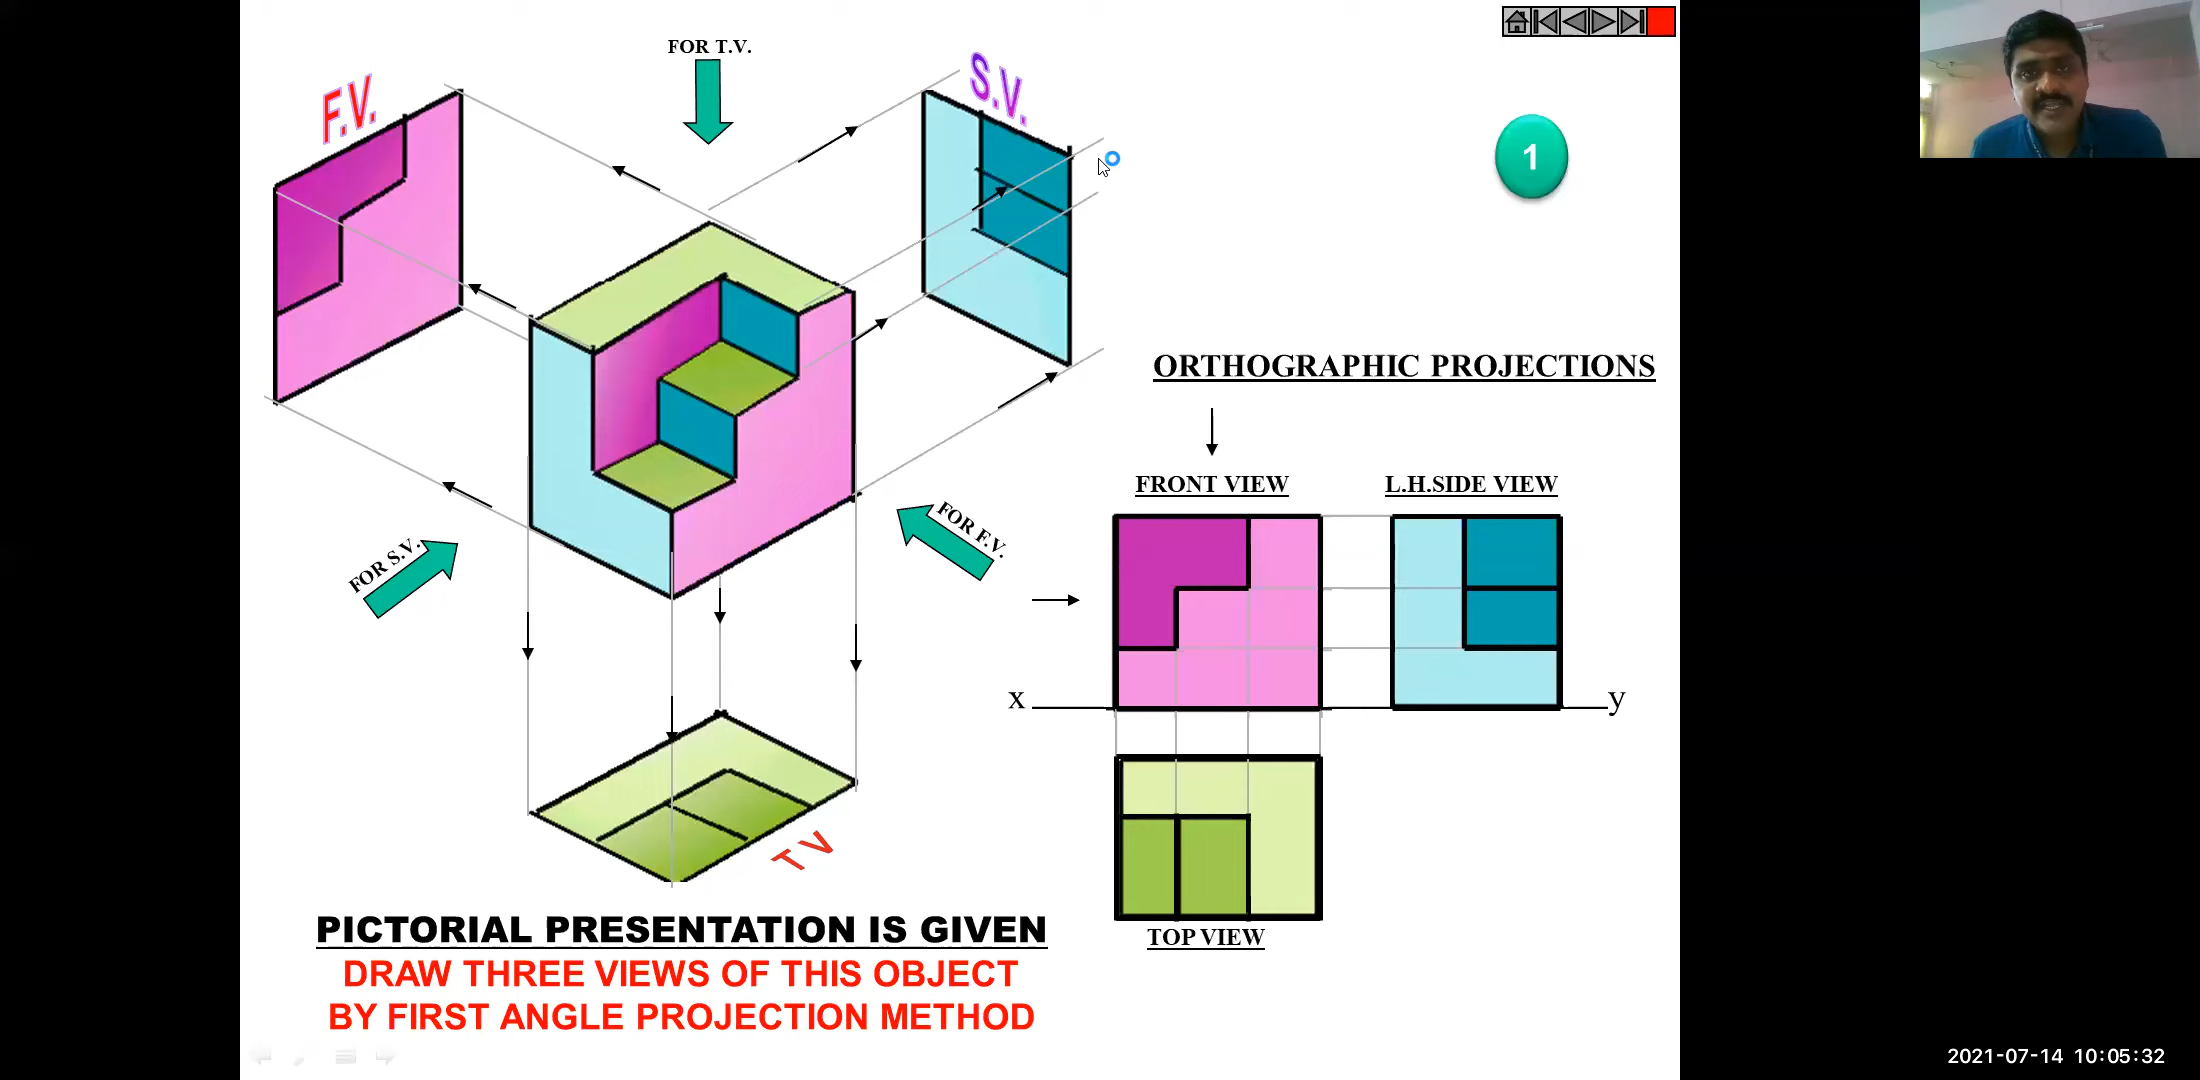 FOR T.V.
F.V.
S.V.
1
ORTHOGRAPHIC PROJECTIONS
FRONT VIEW
L.H.SIDE VIEW
FOR S.V.
FOR F.V.
x
y
T V
TOP VIEW
PICTORIAL PRESENTATION IS GIVEN
DRAW THREE VIEWS OF THIS OBJECT
BY FIRST ANGLE PROJECTION METHOD
2021-07-14 10:05:32